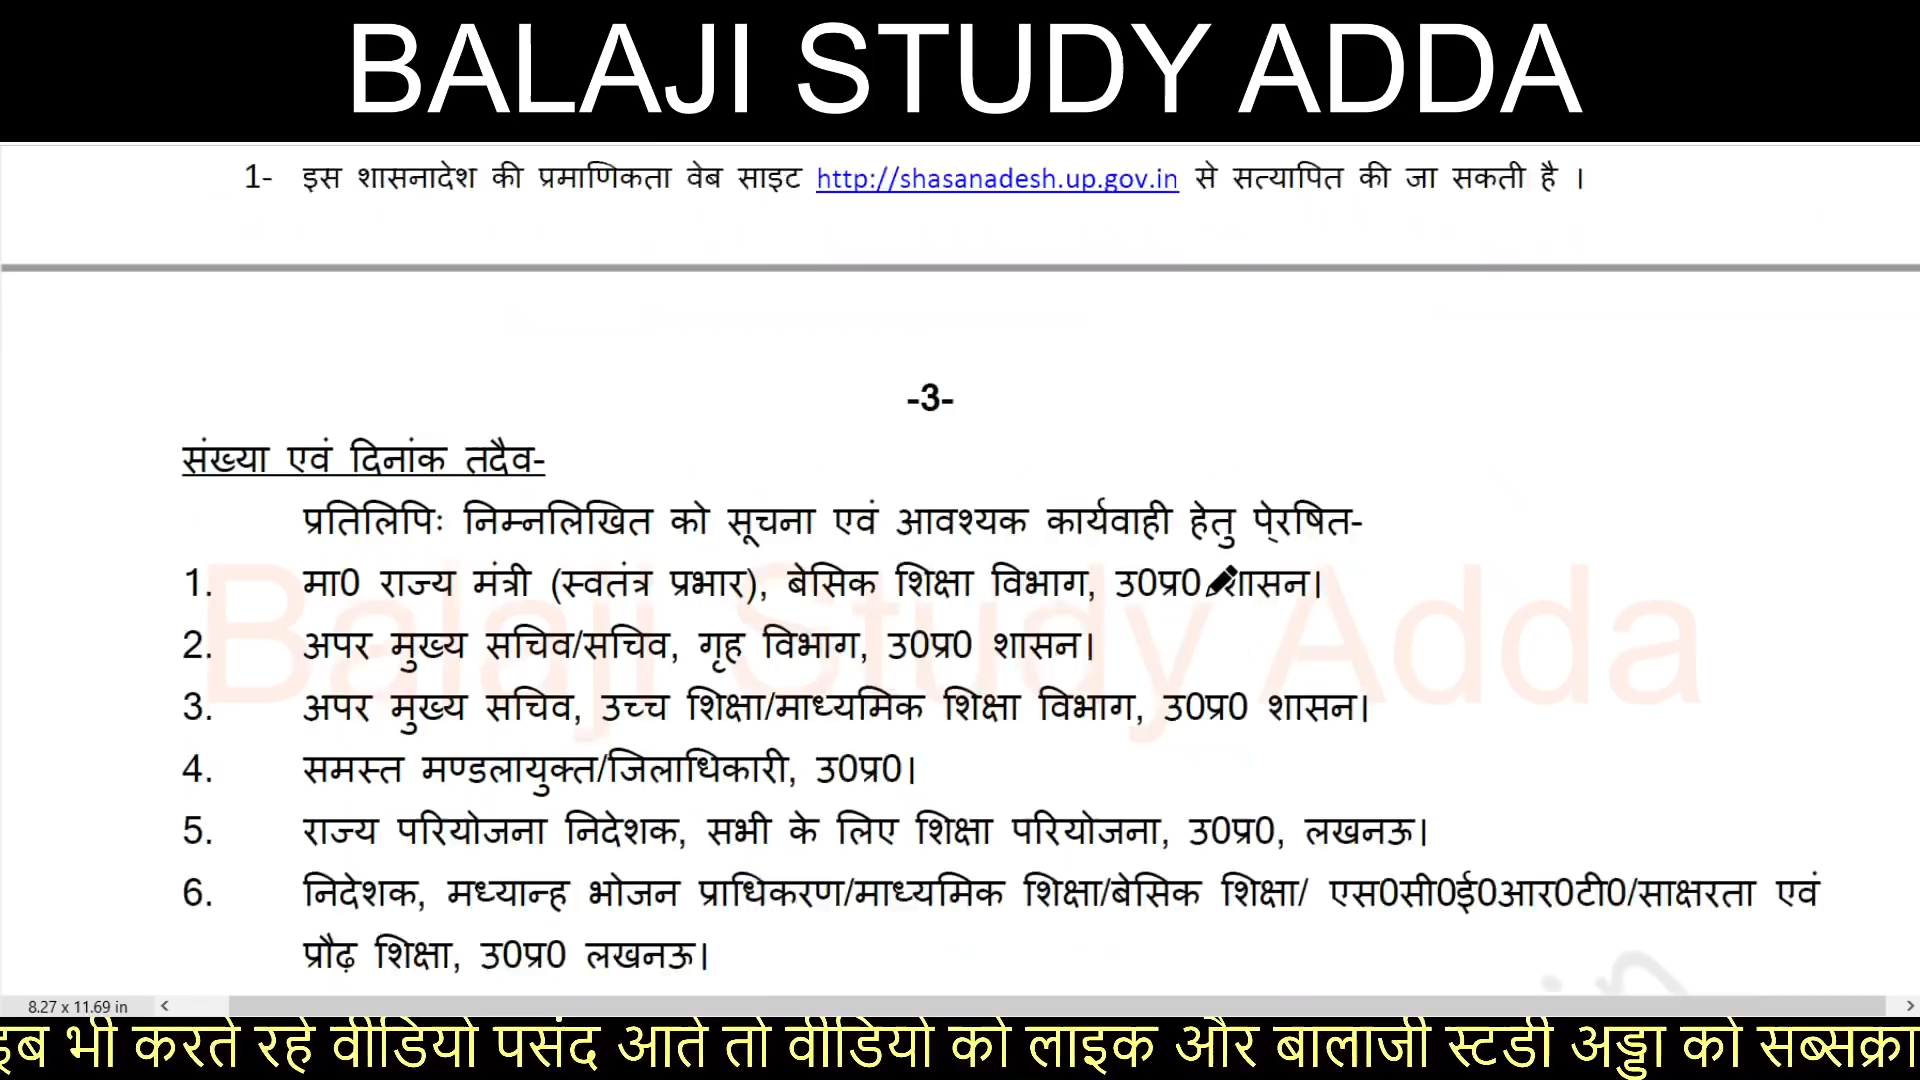 BALAJI STUDY ADDA
1- इस शासनादेश की प्रमाणिकता वेब साइट http://shasanadesh.up.gov.in से सत्यापित की जा सकती है ।
-3-
संख्या एवं दिनांक तदैव-
प्रतिलिपिः निम्नलिखित को सूचना एवं आवश्यक कार्यवाही हेतु पे्रषित-
1. मा0 राज्य मंत्री (स्वतंत्र प्रभार), बेसिक शिक्षा विभाग, उ0प्र0 शासन।
2. अपर मुख्य सचिव/सचिव, गृह विभाग, उ0प्र0 शासन।
3. अपर मुख्य सचिव, उच्च शिक्षा/माध्यमिक शिक्षा विभाग, उ0प्र0 शासन।
4. समस्त मण्डलायुक्त/जिलाधिकारी, उ0प्र0।
5. राज्य परियोजना निदेशक, सभी के लिए शिक्षा परियोजना, उ0प्र0, लखनऊ।
6. निदेशक, मध्यान्ह भोजन प्राधिकरण/माध्यमिक शिक्षा/बेसिक शिक्षा/ एस0सी0ई0आर0टी0/साक्षरता एवं
प्रौढ़ शिक्षा, उ0प्र0 लखनऊ।
Balaji Study Adda
8.27 x 11.69 in
इब भी करते रहे वीडियो पसंद आते तो वीडियो को लाइक और बालाजी स्टडी अड्डा को सब्सक्रा